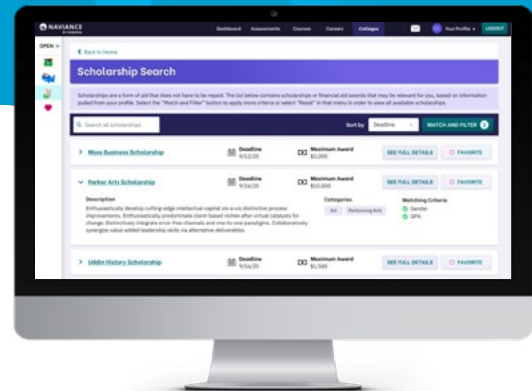 NAVIANCE
Dashboard Assessments Courses Careers Colleges Your Profile LOGOUT
OPEN
Back to Home
Scholarship Search
Scholarships are a form of aid that does not have to be repaid. The list below contains scholarships or financial aid awards that may be relevant for you, based on information
pulled from your profile. Select the "Match and Filter" button to apply more criteria or select "Reset" in that menu in order to view all available scholarships.
Search all scholarships Sort by Deadline MATCH AND FILTER
Moss Business Scholarship Deadline Maximum Award SEE FULL DETAILS FAVORITE
9/12/20 $2,000
Parker Arts Scholarship Deadline Maximum Award SEE FULL DETAILS FAVORITE
9/16/20 $10,000
Description Categories Matching Criteria
Enthusiastically develop cutting-edge intellectual capital vis-a-vis distinctive process Art Performing Arts Gender
improvements. Enthusiastically predominate client-based niches after virtual catalysts for GPA
change. Distinctively integrate error-free channels and one-to-one paradigms. Collaboratively
synergize value-added leadership skills via alternative deliverables.
Uddin History Scholarship Deadline Maximum Award SEE FULL DETAILS FAVORITE
9/16/20 $1,500